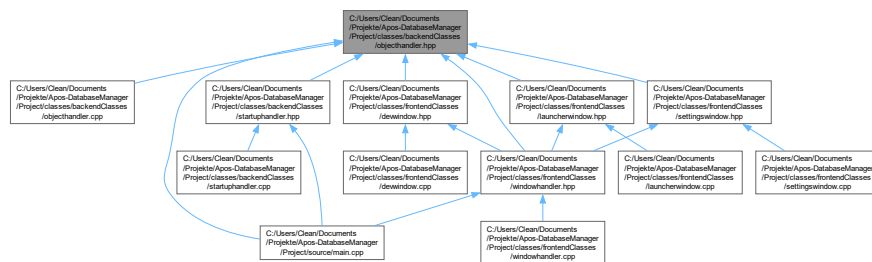 C:/Users/Clean/Documents
/Projekte/Apos-DatabaseManager
/Project/classes/backendClasses
/objecthandler.hpp
C:/Users/Clean/Documents
/Projekte/Apos-DatabaseManager
/Project/classes/backendClasses
/objecthandler.cpp
C:/Users/Clean/Documents
/Projekte/Apos-DatabaseManager
/Project/classes/backendClasses
/startuphandler.hpp
C:/Users/Clean/Documents
/Projekte/Apos-DatabaseManager
/Project/classes/frontendClasses
/dewindow.hpp
C:/Users/Clean/Documents
/Projekte/Apos-DatabaseManager
/Project/classes/frontendClasses
/launcherwindow.hpp
C:/Users/Clean/Documents
/Projekte/Apos-DatabaseManager
/Project/classes/frontendClasses
/settingswindow.hpp
C:/Users/Clean/Documents
/Projekte/Apos-DatabaseManager
/Project/classes/backendClasses
/startuphandler.cpp
C:/Users/Clean/Documents
/Projekte/Apos-DatabaseManager
/Project/classes/frontendClasses
/dewindow.cpp
C:/Users/Clean/Documents
/Projekte/Apos-DatabaseManager
/Project/classes/frontendClasses
/windowhandler.hpp
C:/Users/Clean/Documents
/Projekte/Apos-DatabaseManager
/Project/classes/frontendClasses
/launcherwindow.cpp
C:/Users/Clean/Documents
/Projekte/Apos-DatabaseManager
/Project/classes/frontendClasses
/settingswindow.cpp
C:/Users/Clean/Documents
/Projekte/Apos-DatabaseManager
/Project/source/main.cpp
C:/Users/Clean/Documents
/Projekte/Apos-DatabaseManager
/Project/classes/frontendClasses
/windowhandler.cpp